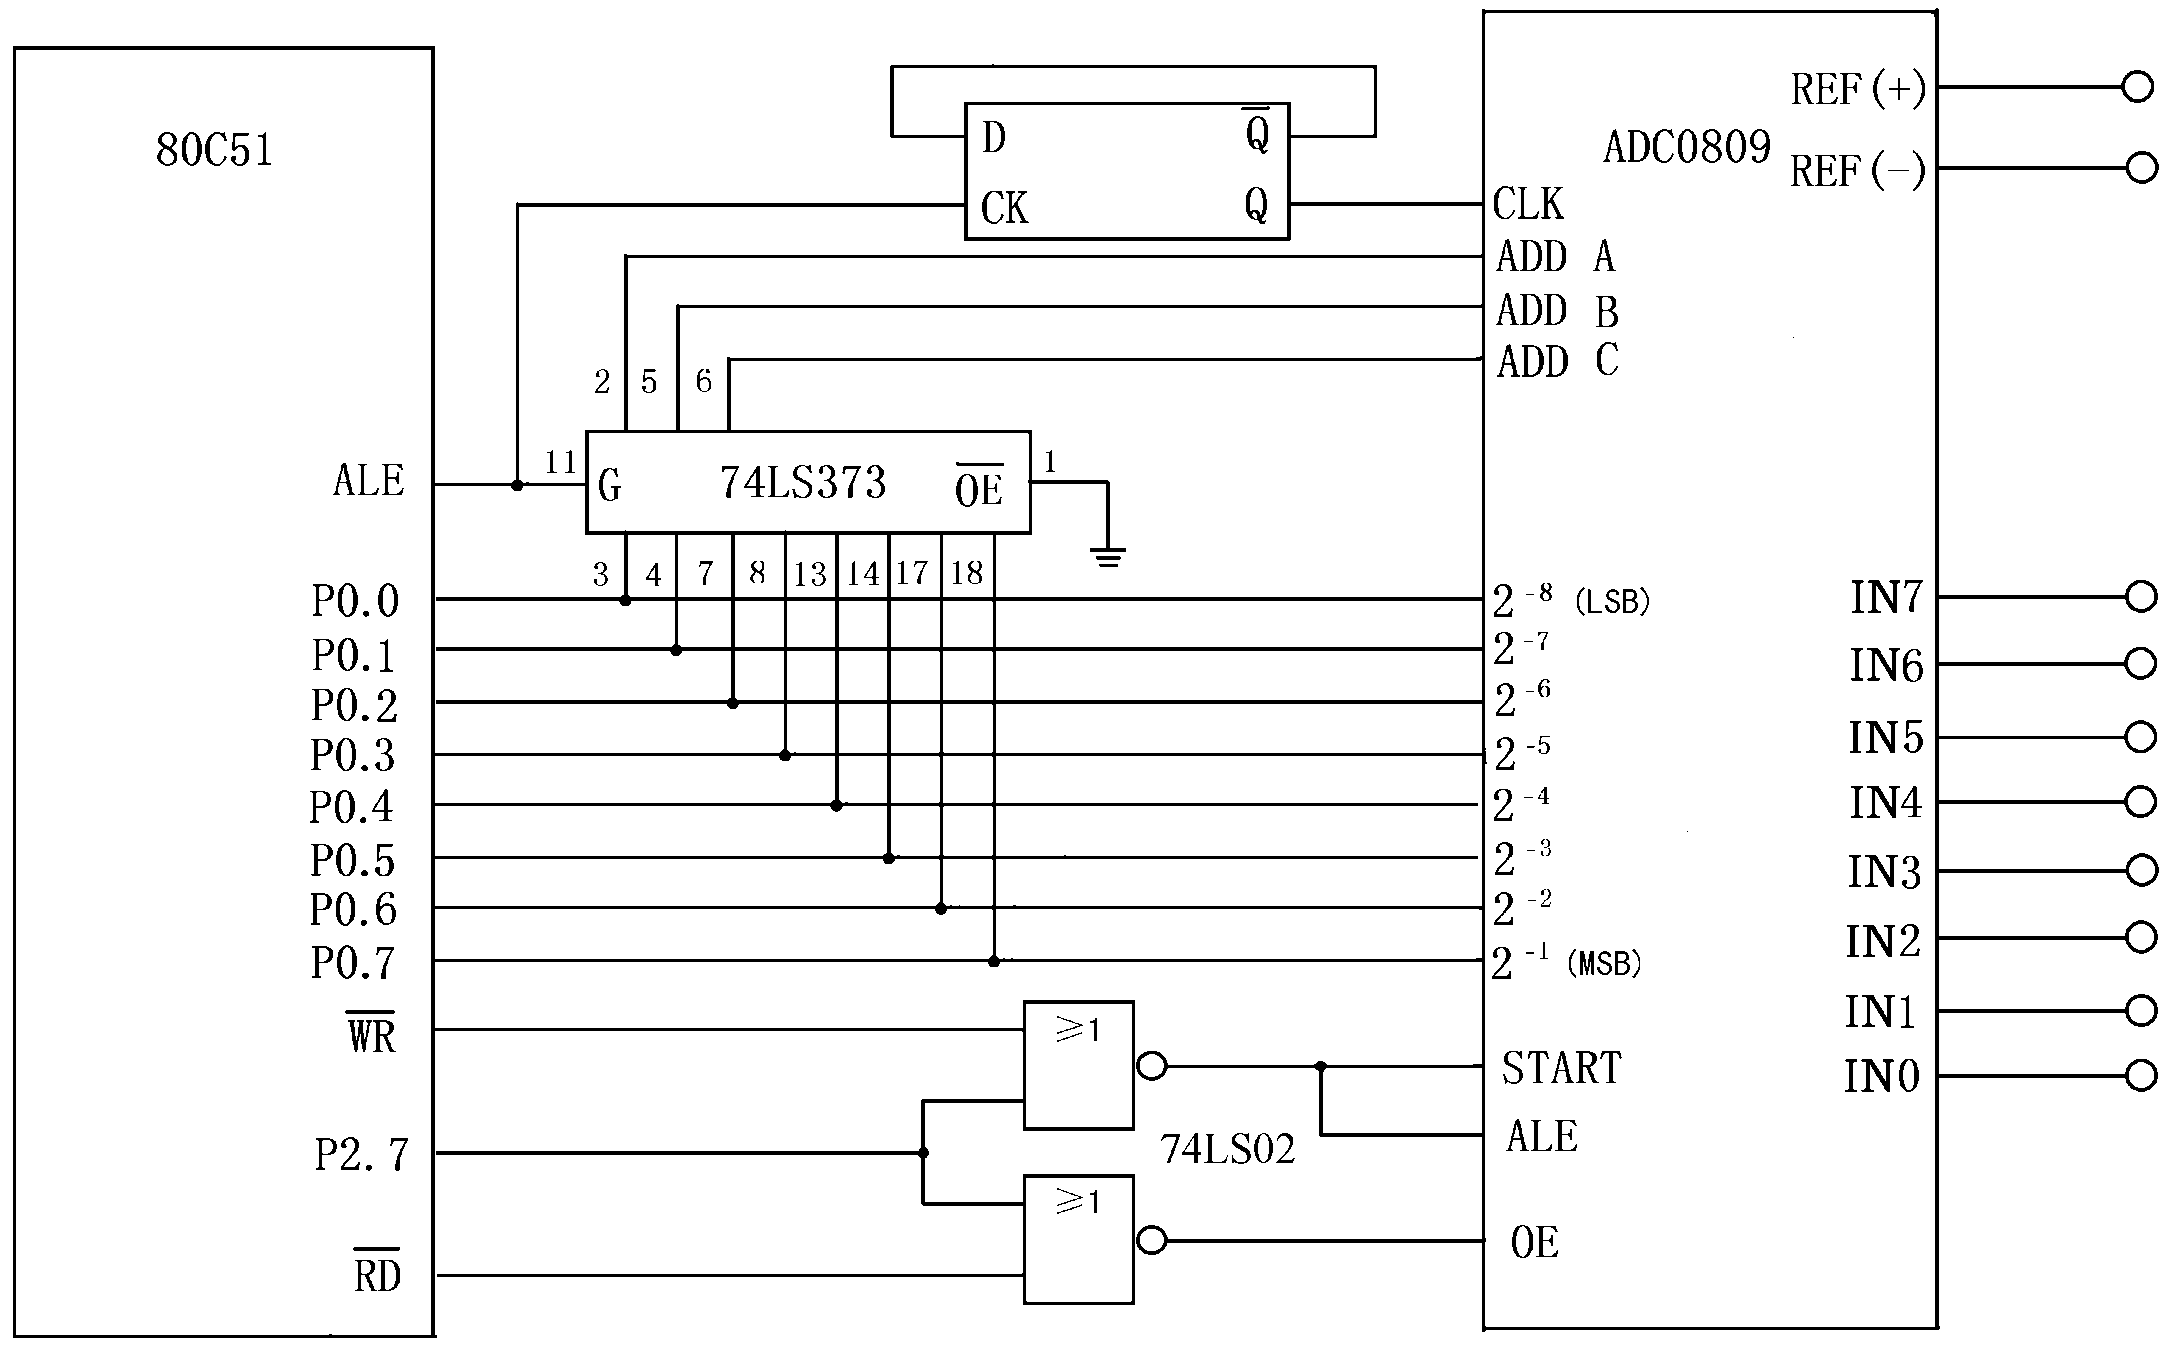 80C51
ALE
P0.0
P0.1
P0.2
P0.3
P0.4
P0.5
P0.6
P0.7
W̅R̅
P2.7
R̅D̅
D
Q̅
CK
Q
2
5
6
11
G
74LS373
O̅E̅
1
3
4
7
8
13
14
17
18
≥1
74LS02
≥1
ADC0809
CLK
ADD A
ADD B
ADD C
2⁻⁸ (LSB)
2⁻⁷
2⁻⁶
2⁻⁵
2⁻⁴
2⁻³
2⁻²
2⁻¹ (MSB)
START
ALE
OE
REF(+)
REF(-)
IN7
IN6
IN5
IN4
IN3
IN2
IN1
IN0